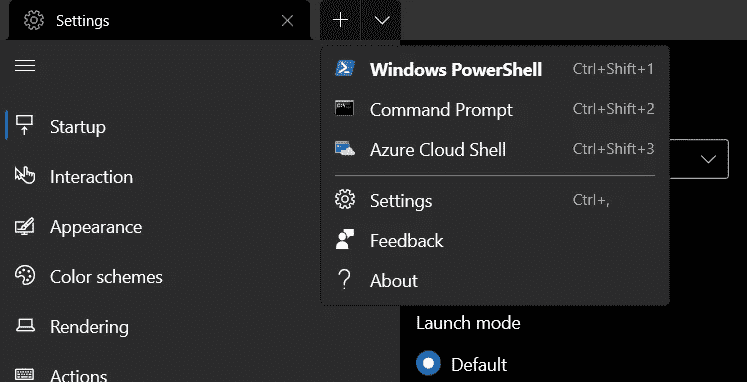 Settings
Windows PowerShell Ctrl+Shift+1
Command Prompt Ctrl+Shift+2
Azure Cloud Shell Ctrl+Shift+3
Settings Ctrl+,
Feedback
About
Startup
Interaction
Appearance
Color schemes
Rendering
Actions
Launch mode
Default